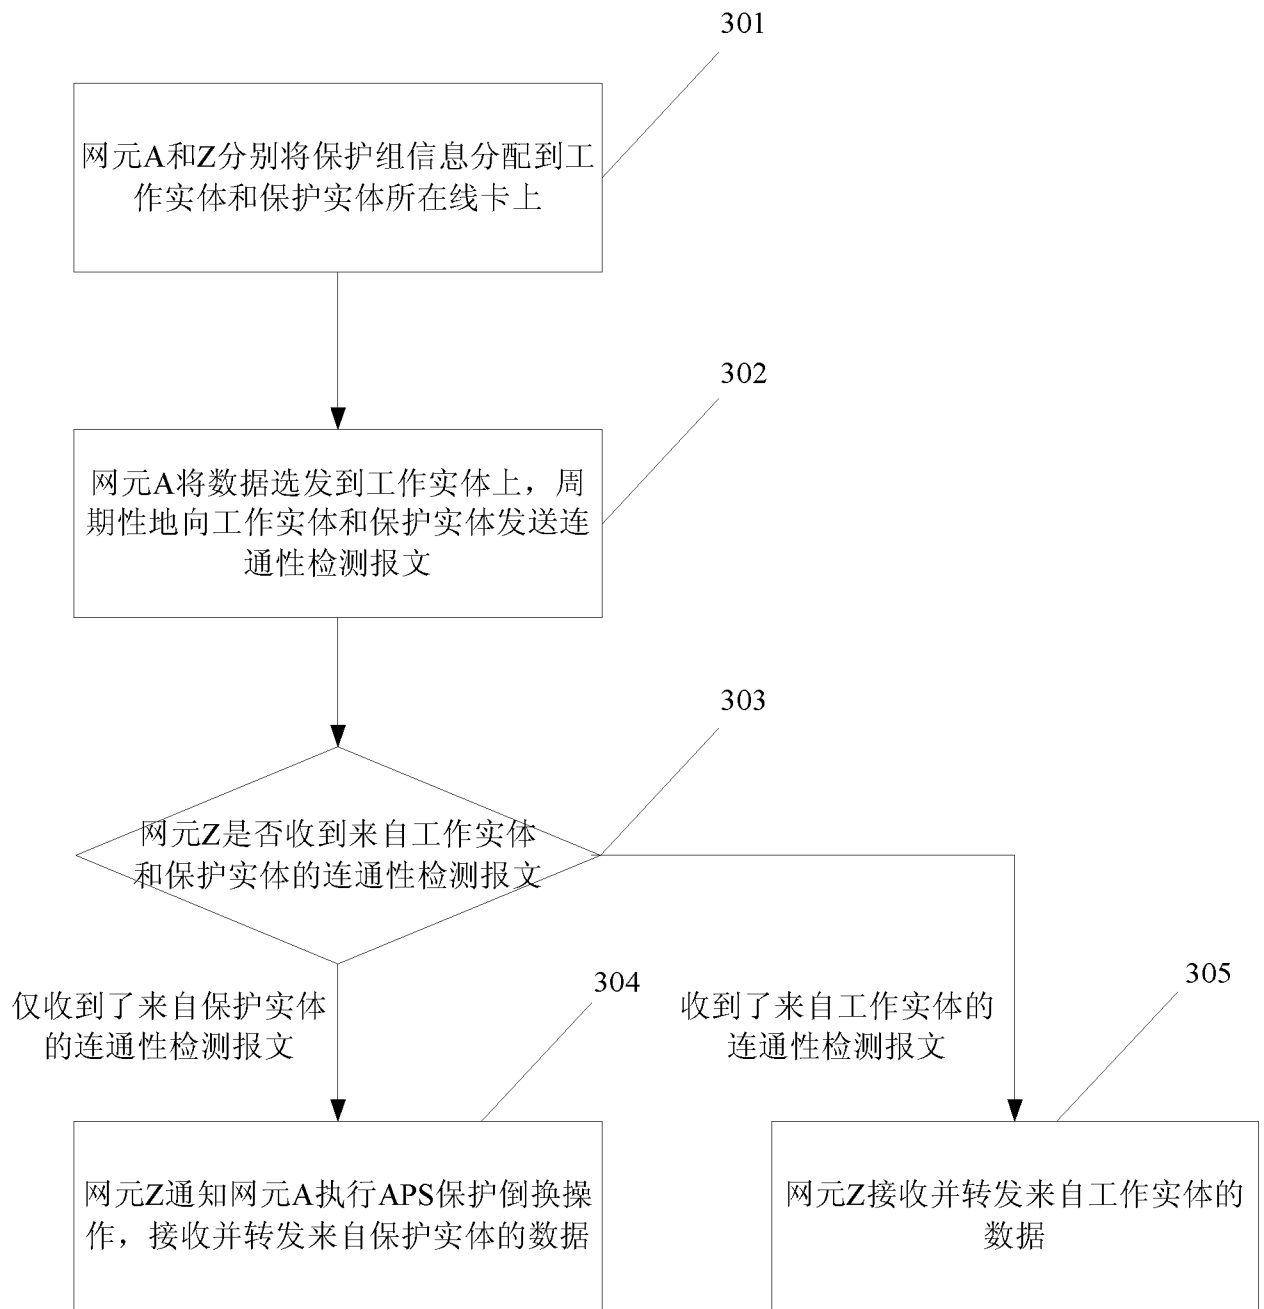 301
网元A和Z分别将保护组信息分配到工
作实体和保护实体所在线卡上
302
网元A将数据选发到工作实体上，周
期性地向工作实体和保护实体发送连
通性检测报文
303
网元Z是否收到来自工作实体
和保护实体的连通性检测报文
仅收到了来自保护实体
的连通性检测报文
304
收到了来自工作实体的
连通性检测报文
305
网元Z通知网元A执行APS保护倒换操
作，接收并转发来自保护实体的数据
网元Z接收并转发来自工作实体的
数据